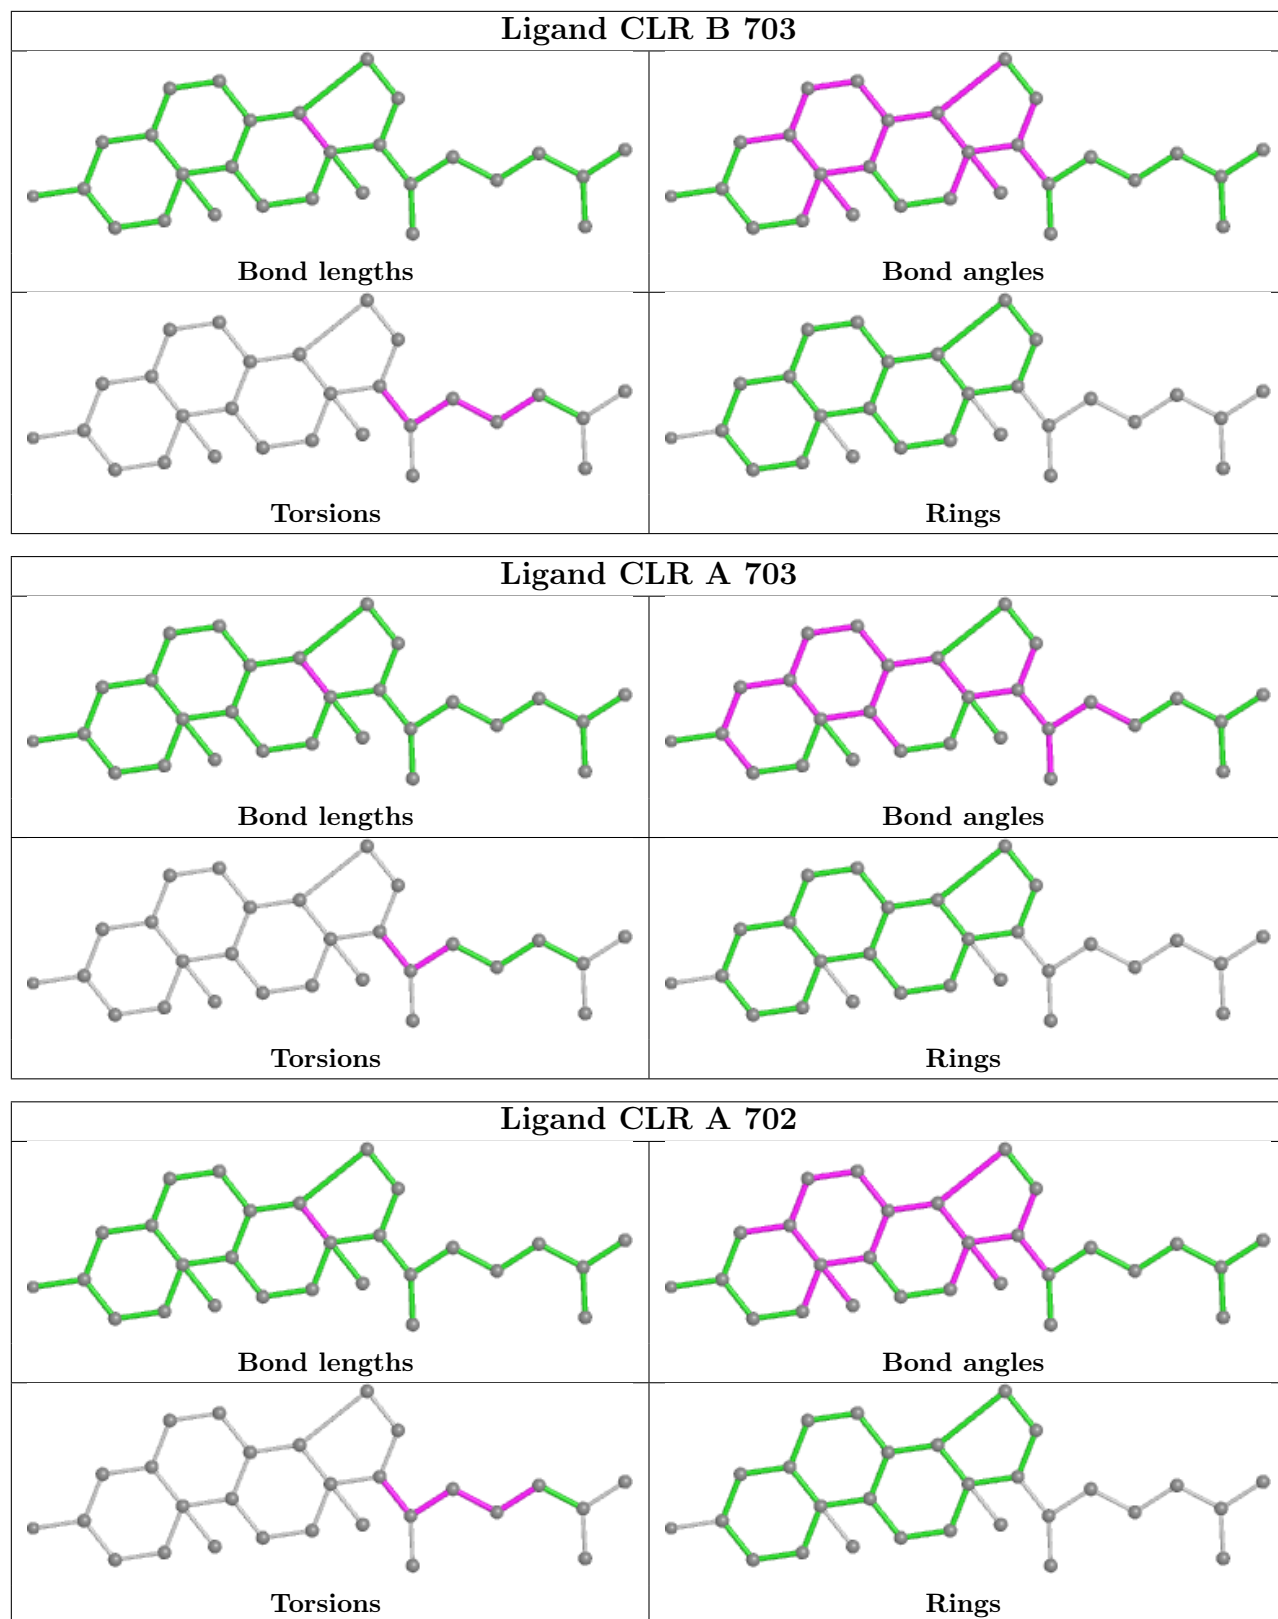 Ligand CLR B 703
Bond lengths
Bond angles
Torsions
Rings
Ligand CLR A 703
Bond lengths
Bond angles
Torsions
Rings
Ligand CLR A 702
Bond lengths
Bond angles
Torsions
Rings